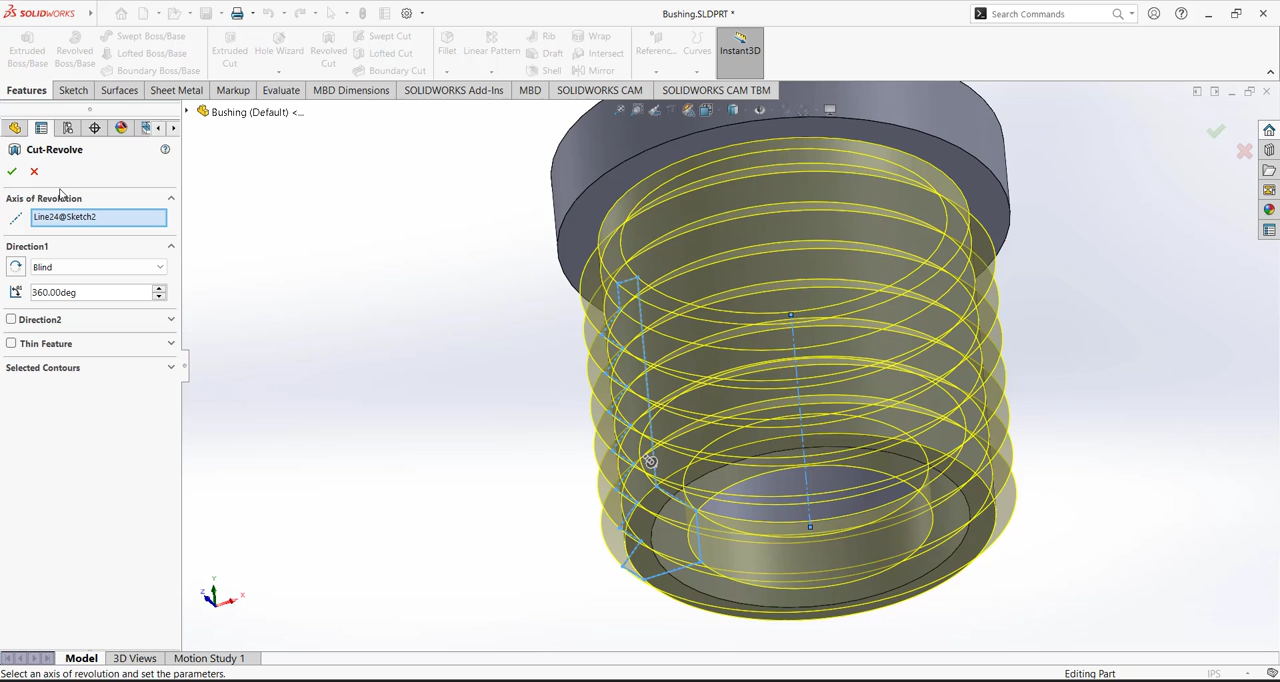 SOLIDWORKS
Bushing.SLDPRT *
Search Commands
Extruded Boss/Base
Revolved Boss/Base
Swept Boss/Base
Lofted Boss/Base
Boundary Boss/Base
Extruded Cut
Hole Wizard
Revolved Cut
Swept Cut
Lofted Cut
Boundary Cut
Fillet
Linear Pattern
Rib
Draft
Shell
Wrap
Intersect
Mirror
Referenc...
Curves
Instant3D
Features
Sketch
Surfaces
Sheet Metal
Markup
Evaluate
MBD Dimensions
SOLIDWORKS Add-Ins
MBD
SOLIDWORKS CAM
SOLIDWORKS CAM TBM
Bushing (Default) <...
Cut-Revolve
Axis of Revolution
Line24@Sketch2
Direction1
Blind
360.00deg
Direction2
Thin Feature
Selected Contours
Y
Z
X
Model
3D Views
Motion Study 1
Select an axis of revolution and set the parameters.
Editing Part
IPS